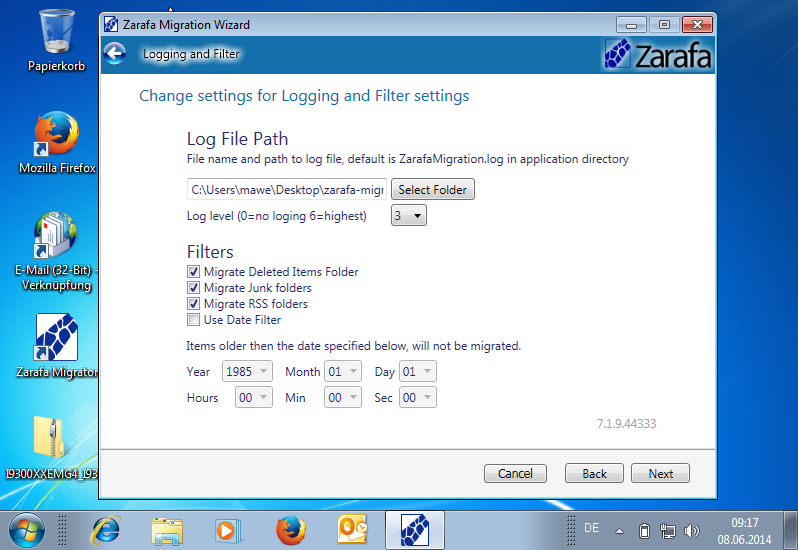 Papierkorb
Mozilla Firefox
E-Mail (32-Bit) -
Verknüpfung
Zarafa Migrator
I9300XXEMG4_I93
Zarafa Migration Wizard
Logging and Filter
Zarafa
Change settings for Logging and Filter settings
Log File Path
File name and path to log file, default is ZarafaMigration.log in application directory
C:\Users\mawe\Desktop\zarafa-migr
Select Folder
Log level (0=no loging 6=highest) 3
Filters
Migrate Deleted Items Folder
Migrate Junk folders
Migrate RSS folders
Use Date Filter
Items older then the date specified below, will not be migrated.
Year 1985 Month 01 Day 01
Hours 00 Min 00 Sec 00
7.1.9.44333
Cancel Back Next
DE
09:17
08.06.2014